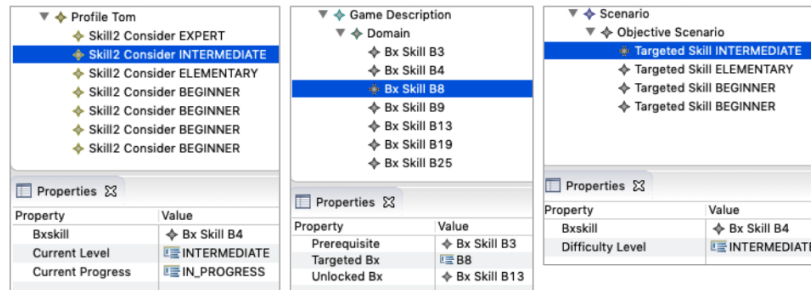 Profile Tom
Skill2 Consider EXPERT
Skill2 Consider INTERMEDIATE
Skill2 Consider ELEMENTARY
Skill2 Consider BEGINNER
Skill2 Consider BEGINNER
Skill2 Consider BEGINNER
Skill2 Consider BEGINNER
Properties
Property Value
Bxskill Bx Skill B4
Current Level INTERMEDIATE
Current Progress IN_PROGRESS
Game Description
Domain
Bx Skill B3
Bx Skill B4
Bx Skill B8
Bx Skill B9
Bx Skill B13
Bx Skill B19
Bx Skill B25
Properties
Property Value
Prerequisite Bx Skill B3
Targeted Bx B8
Unlocked Bx Bx Skill B13
Scenario
Objective Scenario
Targeted Skill INTERMEDIATE
Targeted Skill ELEMENTARY
Targeted Skill BEGINNER
Targeted Skill BEGINNER
Properties
Property Value
Bxskill Bx Skill B4
Difficulty Level INTERMEDIATE